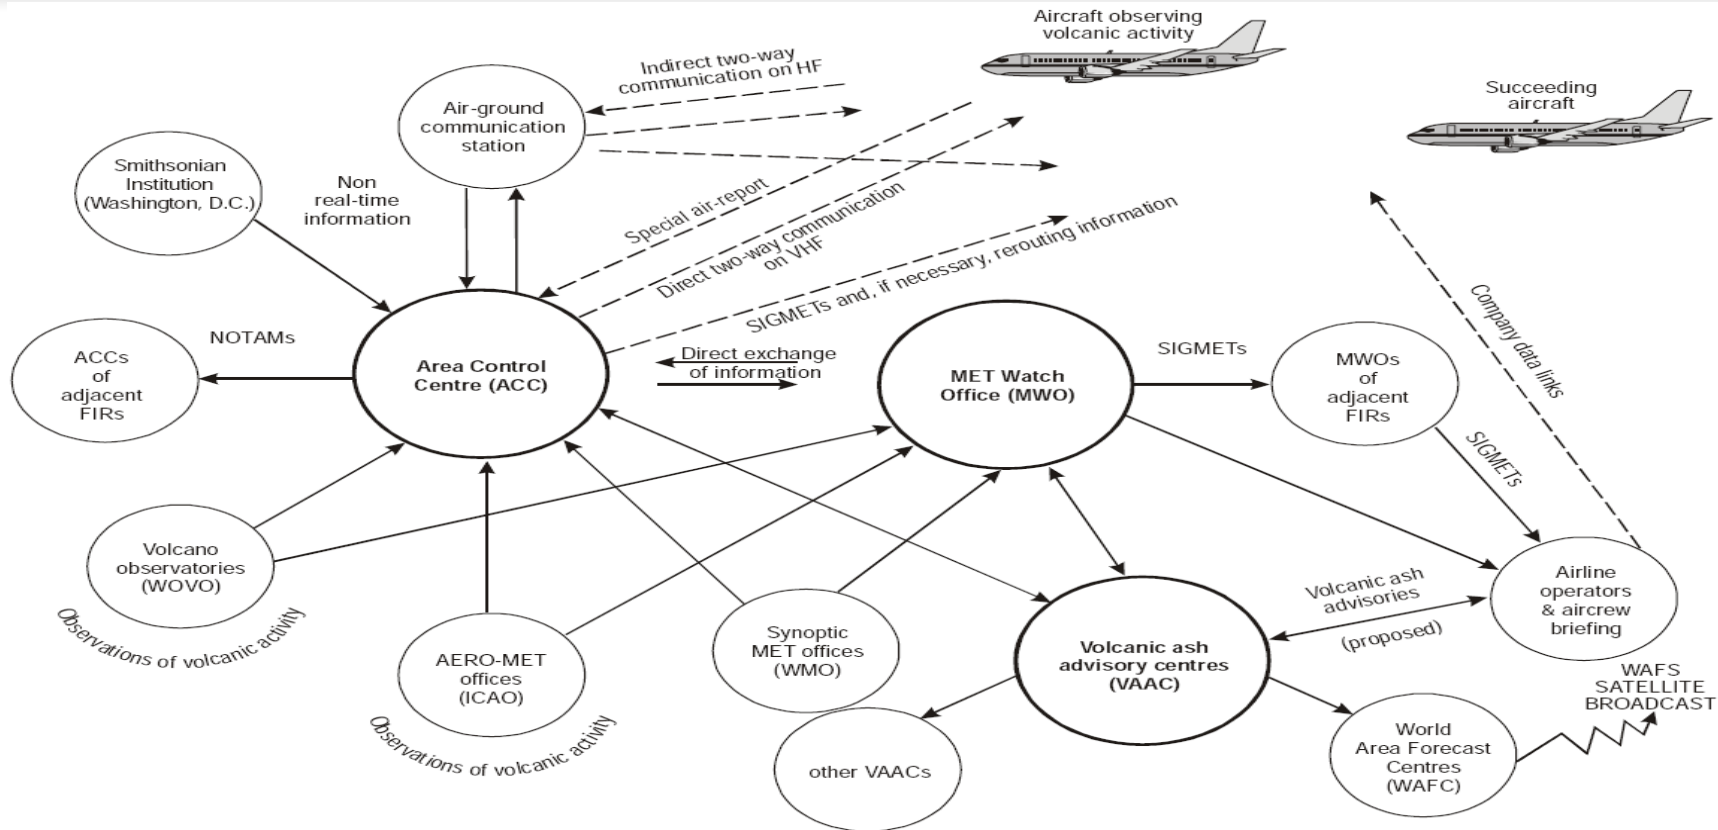 Aircraft observing
volcanic activity
Indirect two-way
communication on HF
Succeeding
aircraft
Air-ground
communication
station
Smithsonian
Institution
(Washington, D.C.)
Non
real-time
information
Special air-report
Direct two-way communication
on VHF
SIGMETs and, if necessary, rerouting information
Company data links
NOTAMs
ACCs
of
adjacent
FIRs
Area Control
Centre (ACC)
Direct exchange
of information
MET Watch
Office (MWO)
SIGMETs
MWOs
of
adjacent
FIRs
SIGMETs
Volcano
observatories
(WOVO)
Observations of volcanic activity
AERO-MET
offices
(ICAO)
Observations of volcanic activity
Synoptic
MET offices
(WMO)
Volcanic ash
advisory centres
(VAAC)
Volcanic ash
advisories
(proposed)
Airline
operators
& aircrew
briefing
WAFS
SATELLITE
BROADCAST
other VAACs
World
Area Forecast
Centres
(WAFC)